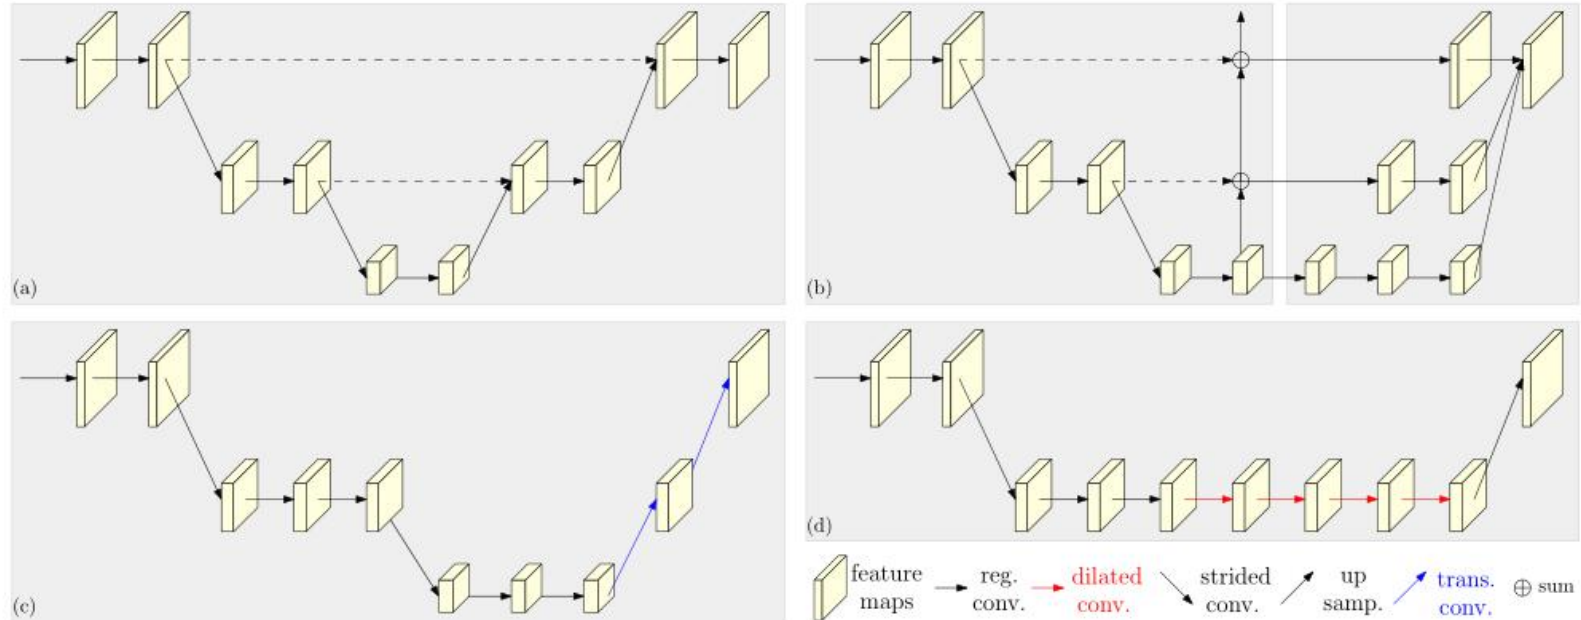 (a)
(b)
(c)
(d)
feature maps
reg. conv.
dilated conv.
strided conv.
up samp.
trans. conv.
⊕ sum